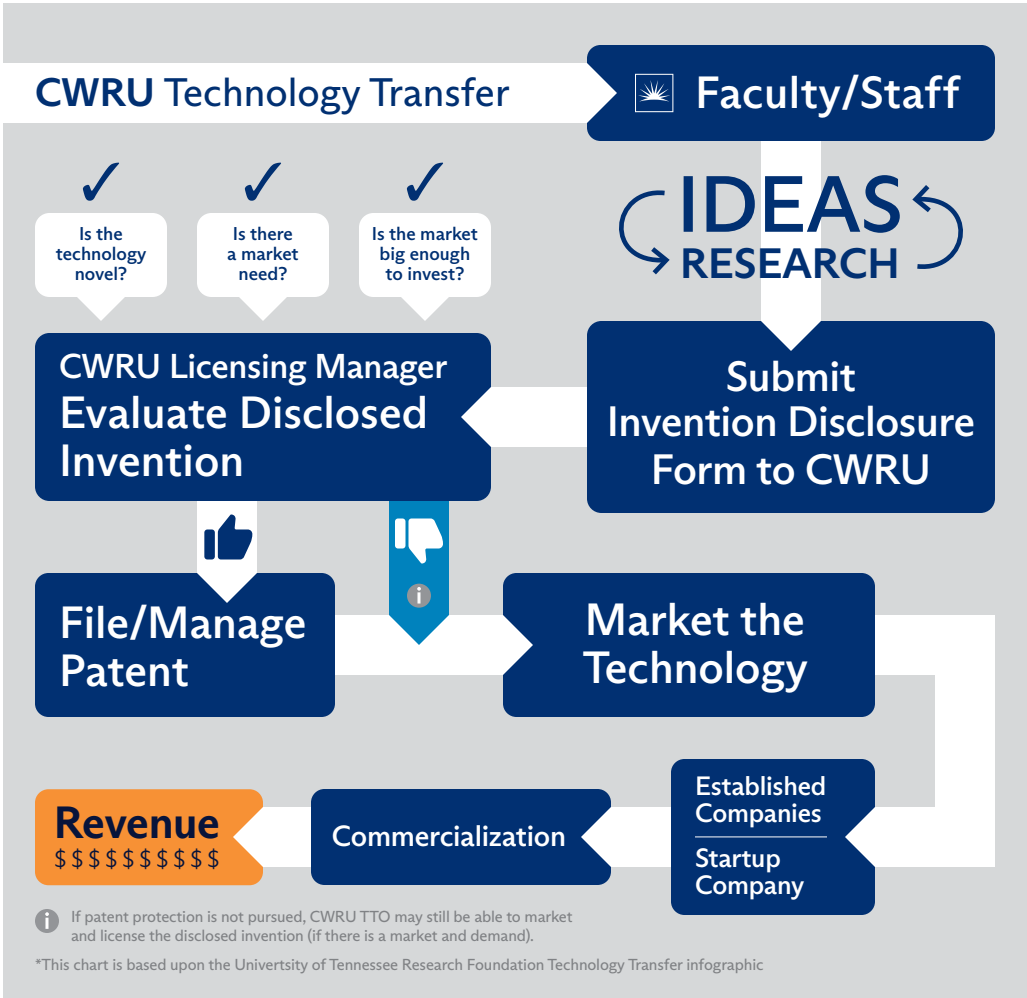 CWRU Technology Transfer
Faculty/Staff
IDEAS
RESEARCH
Is the
technology
novel?
Is there
a market
need?
Is the market
big enough
to invest?
CWRU Licensing Manager
Evaluate Disclosed
Invention
Submit
Invention Disclosure
Form to CWRU
i
File/Manage
Patent
Market the
Technology
Established
Companies
Startup
Company
Commercialization
Revenue
$ $ $ $ $ $ $ $ $ $
i If patent protection is not pursued, CWRU TTO may still be able to market
and license the disclosed invention (if there is a market and demand).
*This chart is based upon the Univertsity of Tennessee Research Foundation Technology Transfer infographic